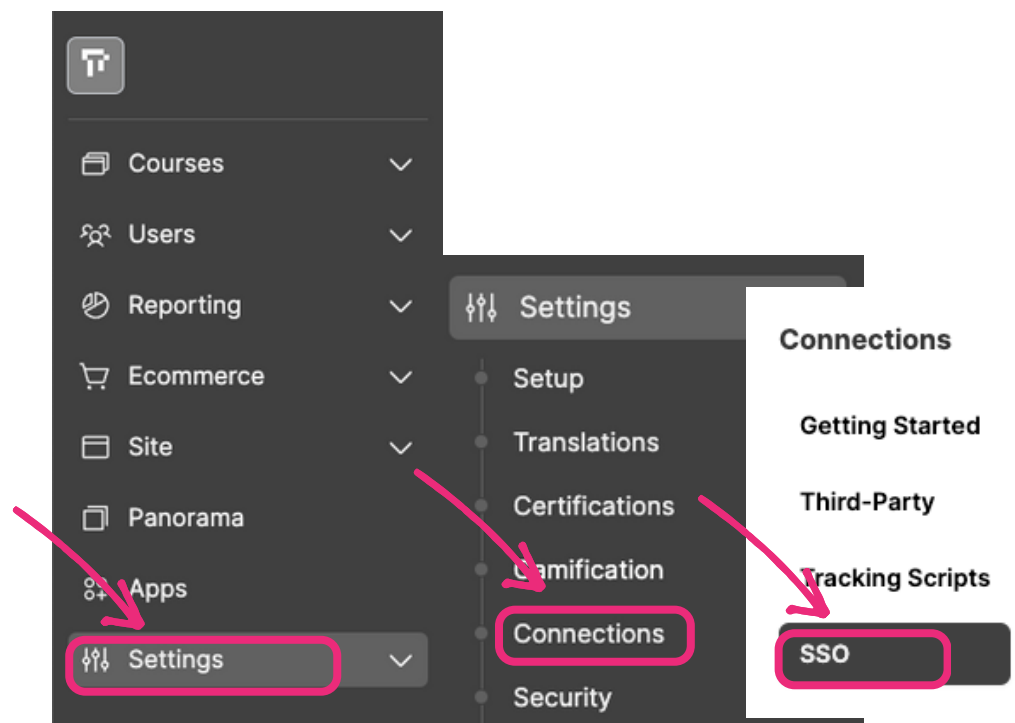 Courses
Users
Reporting
Ecommerce
Site
Panorama
Apps
Settings
Settings
Setup
Translations
Certifications
Gamification
Connections
Security
Connections
Getting Started
Third-Party
Tracking Scripts
SSO